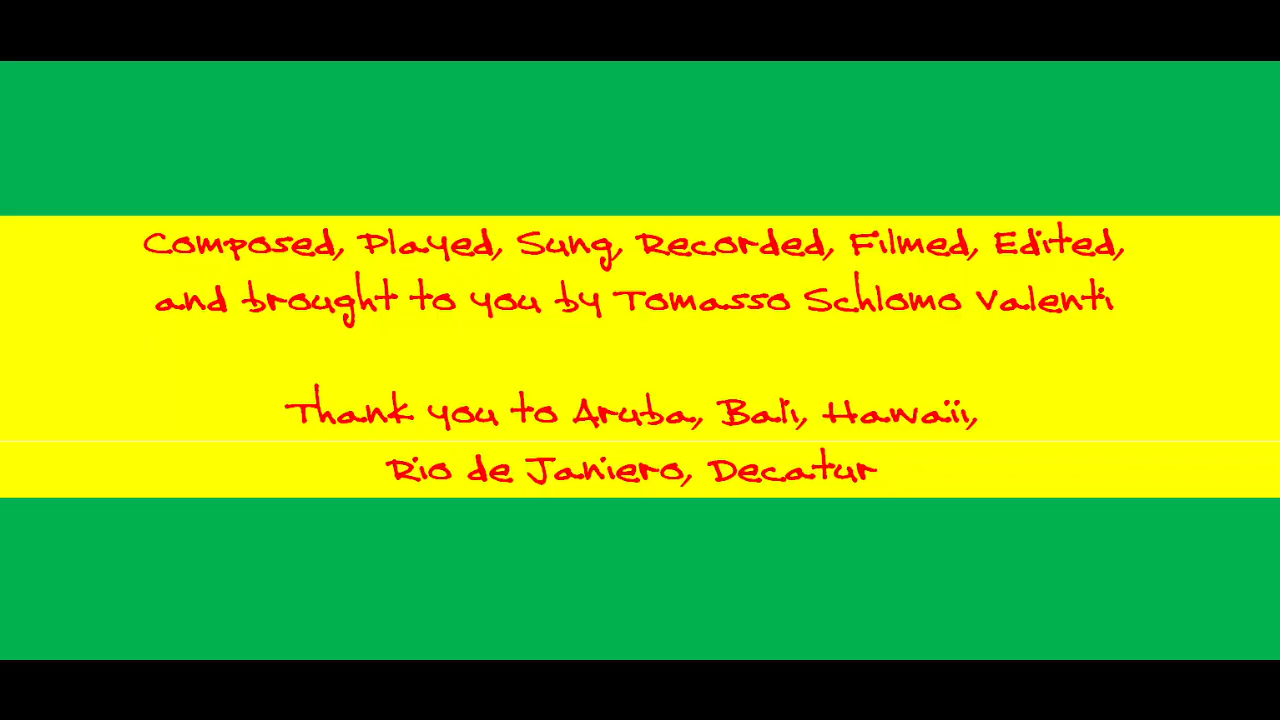 Composed, Played, Sung, Recorded, Filmed, Edited,
and brought to you by Tomasso Schlomo Valenti
Thank you to Aruba, Bali, Hawaii,
Rio de Janiero, Decatur